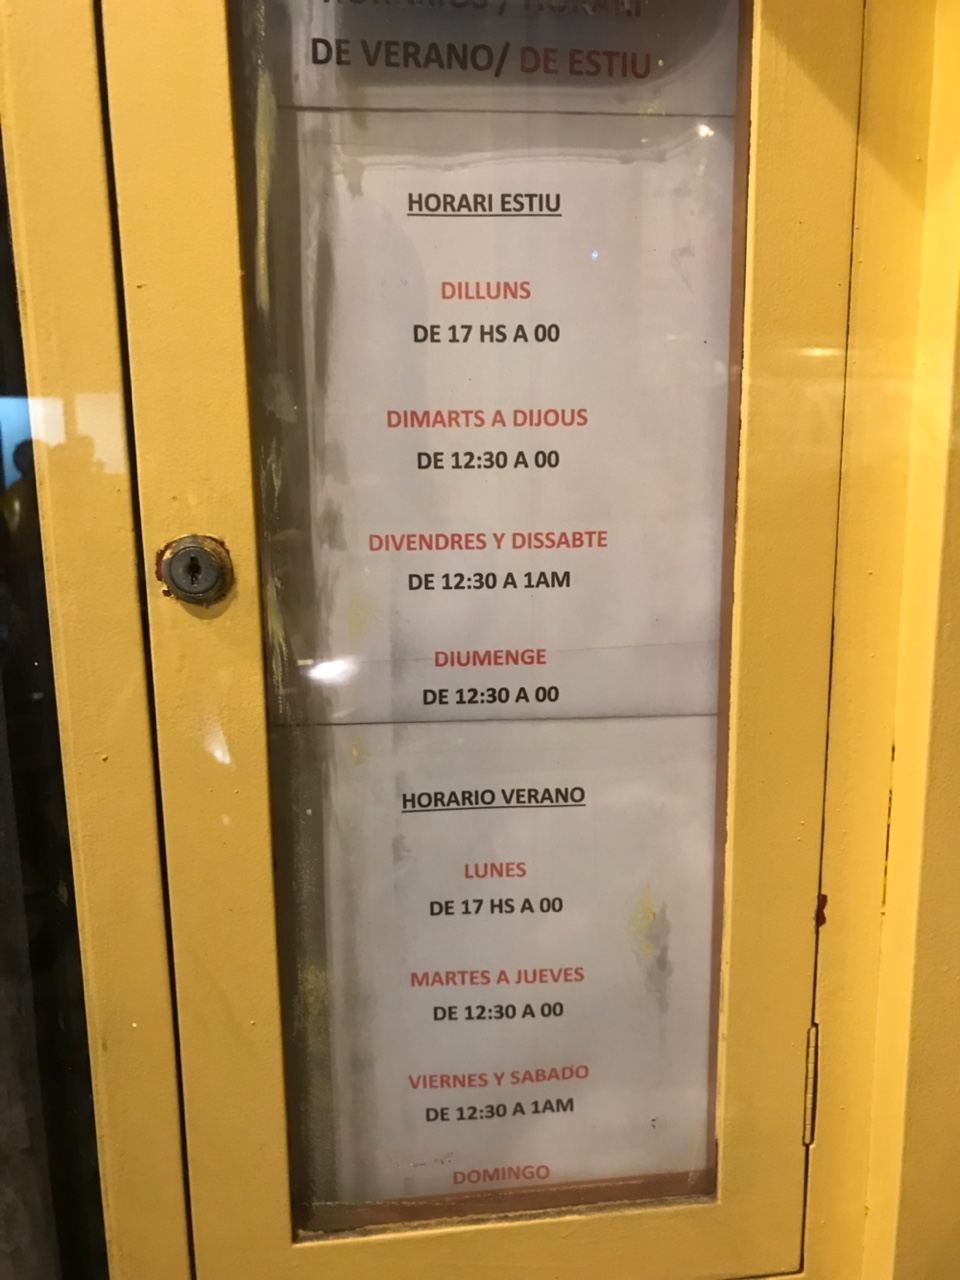 HORARIOS / HORARI
DE VERANO/ DE ESTIU
HORARI ESTIU
DILLUNS
DE 17 HS A 00
DIMARTS A DIJOUS
DE 12:30 A 00
DIVENDRES Y DISSABTE
DE 12:30 A 1AM
DIUMENGE
DE 12:30 A 00
HORARIO VERANO
LUNES
DE 17 HS A 00
MARTES A JUEVES
DE 12:30 A 00
VIERNES Y SABADO
DE 12:30 A 1AM
DOMINGO